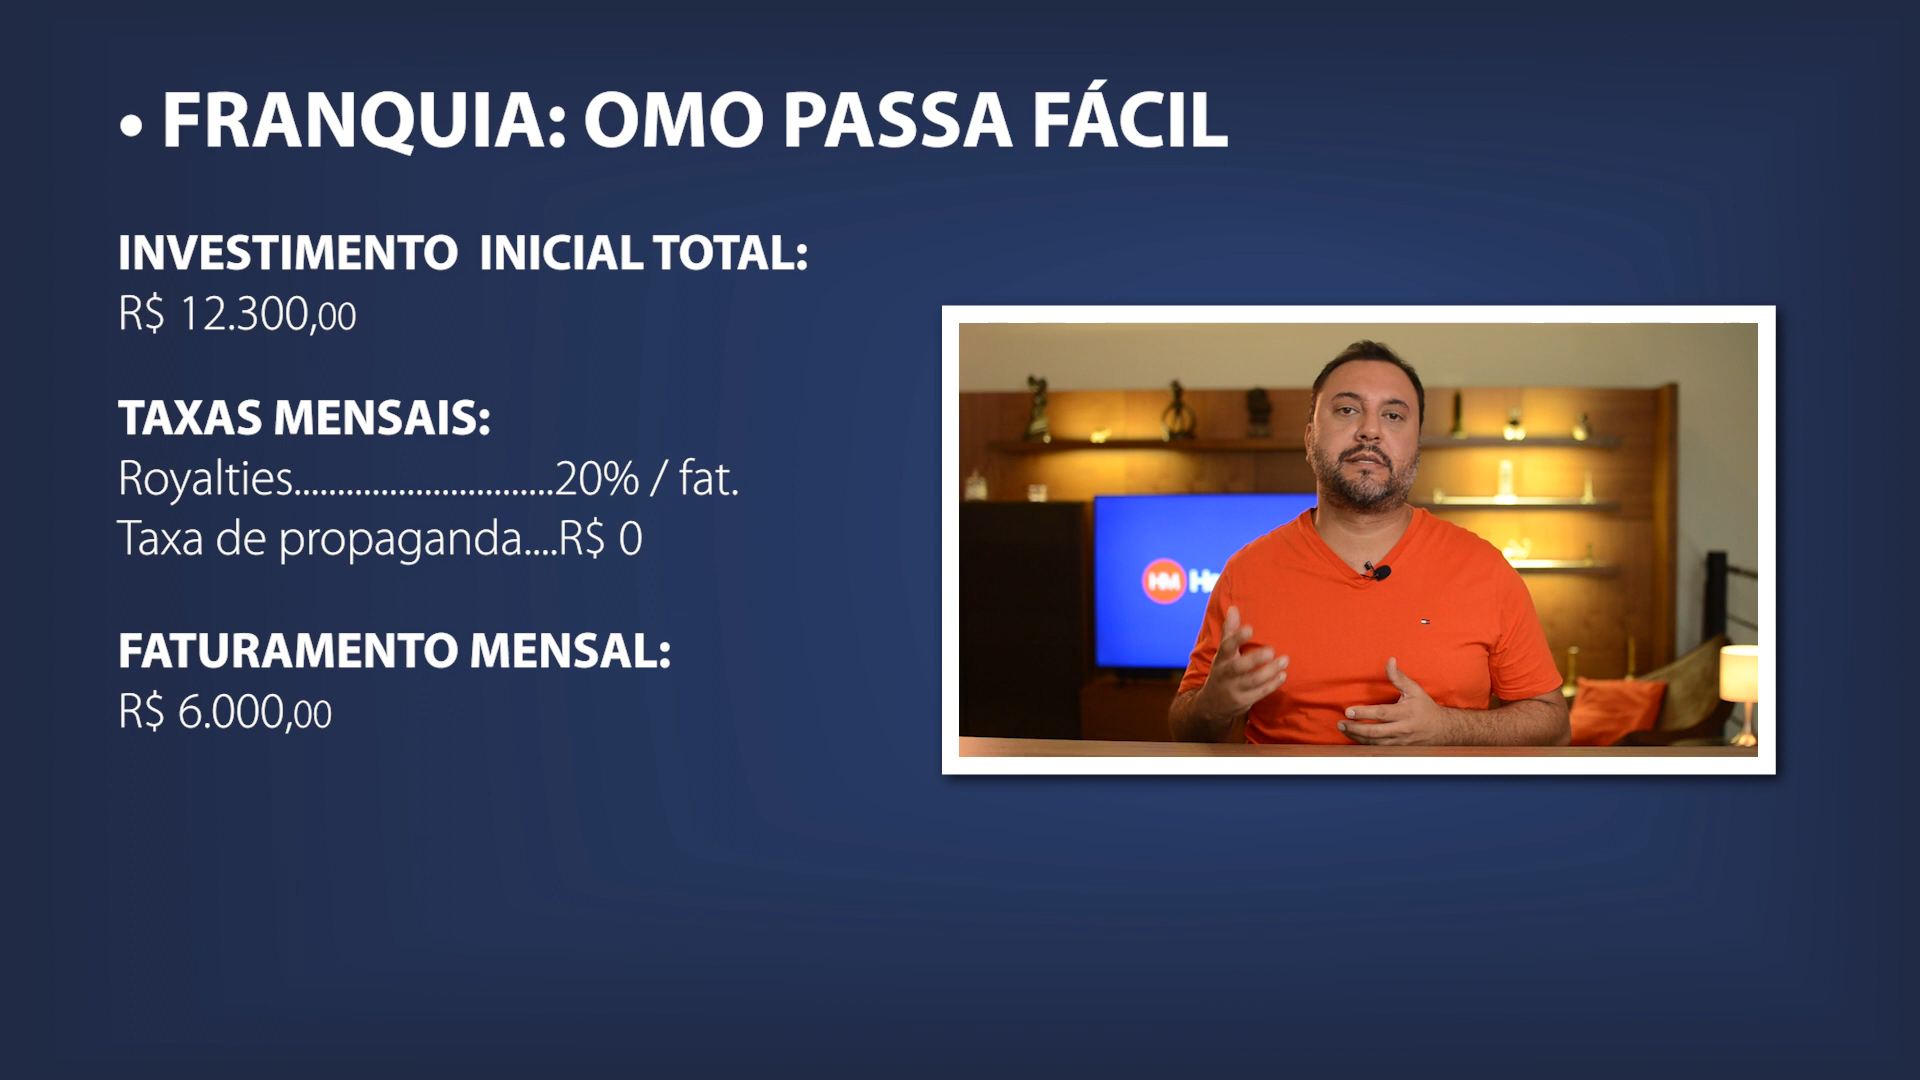 • FRANQUIA: OMO PASSA FÁCIL
INVESTIMENTO INICIAL TOTAL:
R$ 12.300,00
TAXAS MENSAIS:
Royalties..............................20% / fat.
Taxa de propaganda....R$ 0
FATURAMENTO MENSAL:
R$ 6.000,00
HM